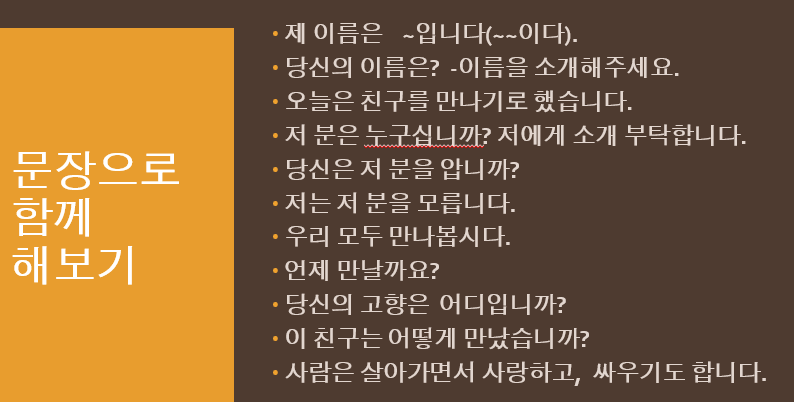 문장으로
함께
해보기
• 제 이름은 ~입니다(~~이다).
• 당신의 이름은? -이름을 소개해주세요.
• 오늘은 친구를 만나기로 했습니다.
• 저 분은 누구십니까? 저에게 소개 부탁합니다.
• 당신은 저 분을 압니까?
• 저는 저 분을 모릅니다.
• 우리 모두 만나봅시다.
• 언제 만날까요?
• 당신의 고향은 어디입니까?
• 이 친구는 어떻게 만났습니까?
• 사람은 살아가면서 사랑하고, 싸우기도 합니다.